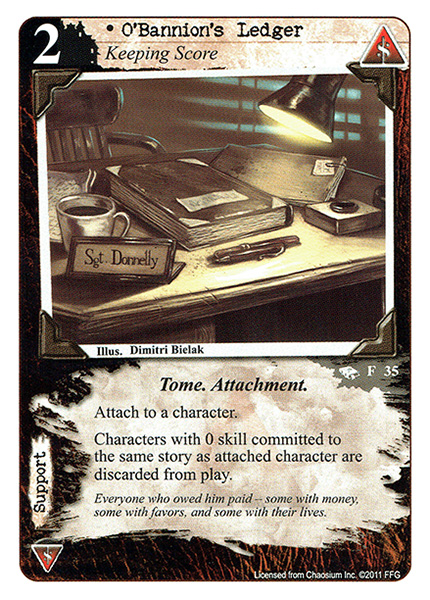 2
• O'Bannion's Ledger
Keeping Score
Sgt. Donnelly
Illus. Dimitri Bielak
F 35
Tome. Attachment.
Attach to a character.
Characters with 0 skill committed to
the same story as attached character are
discarded from play.
Everyone who owed him paid – some with money,
some with favors, and some with their lives.
Support
Licensed from Chaosium Inc. ©2011 FFG